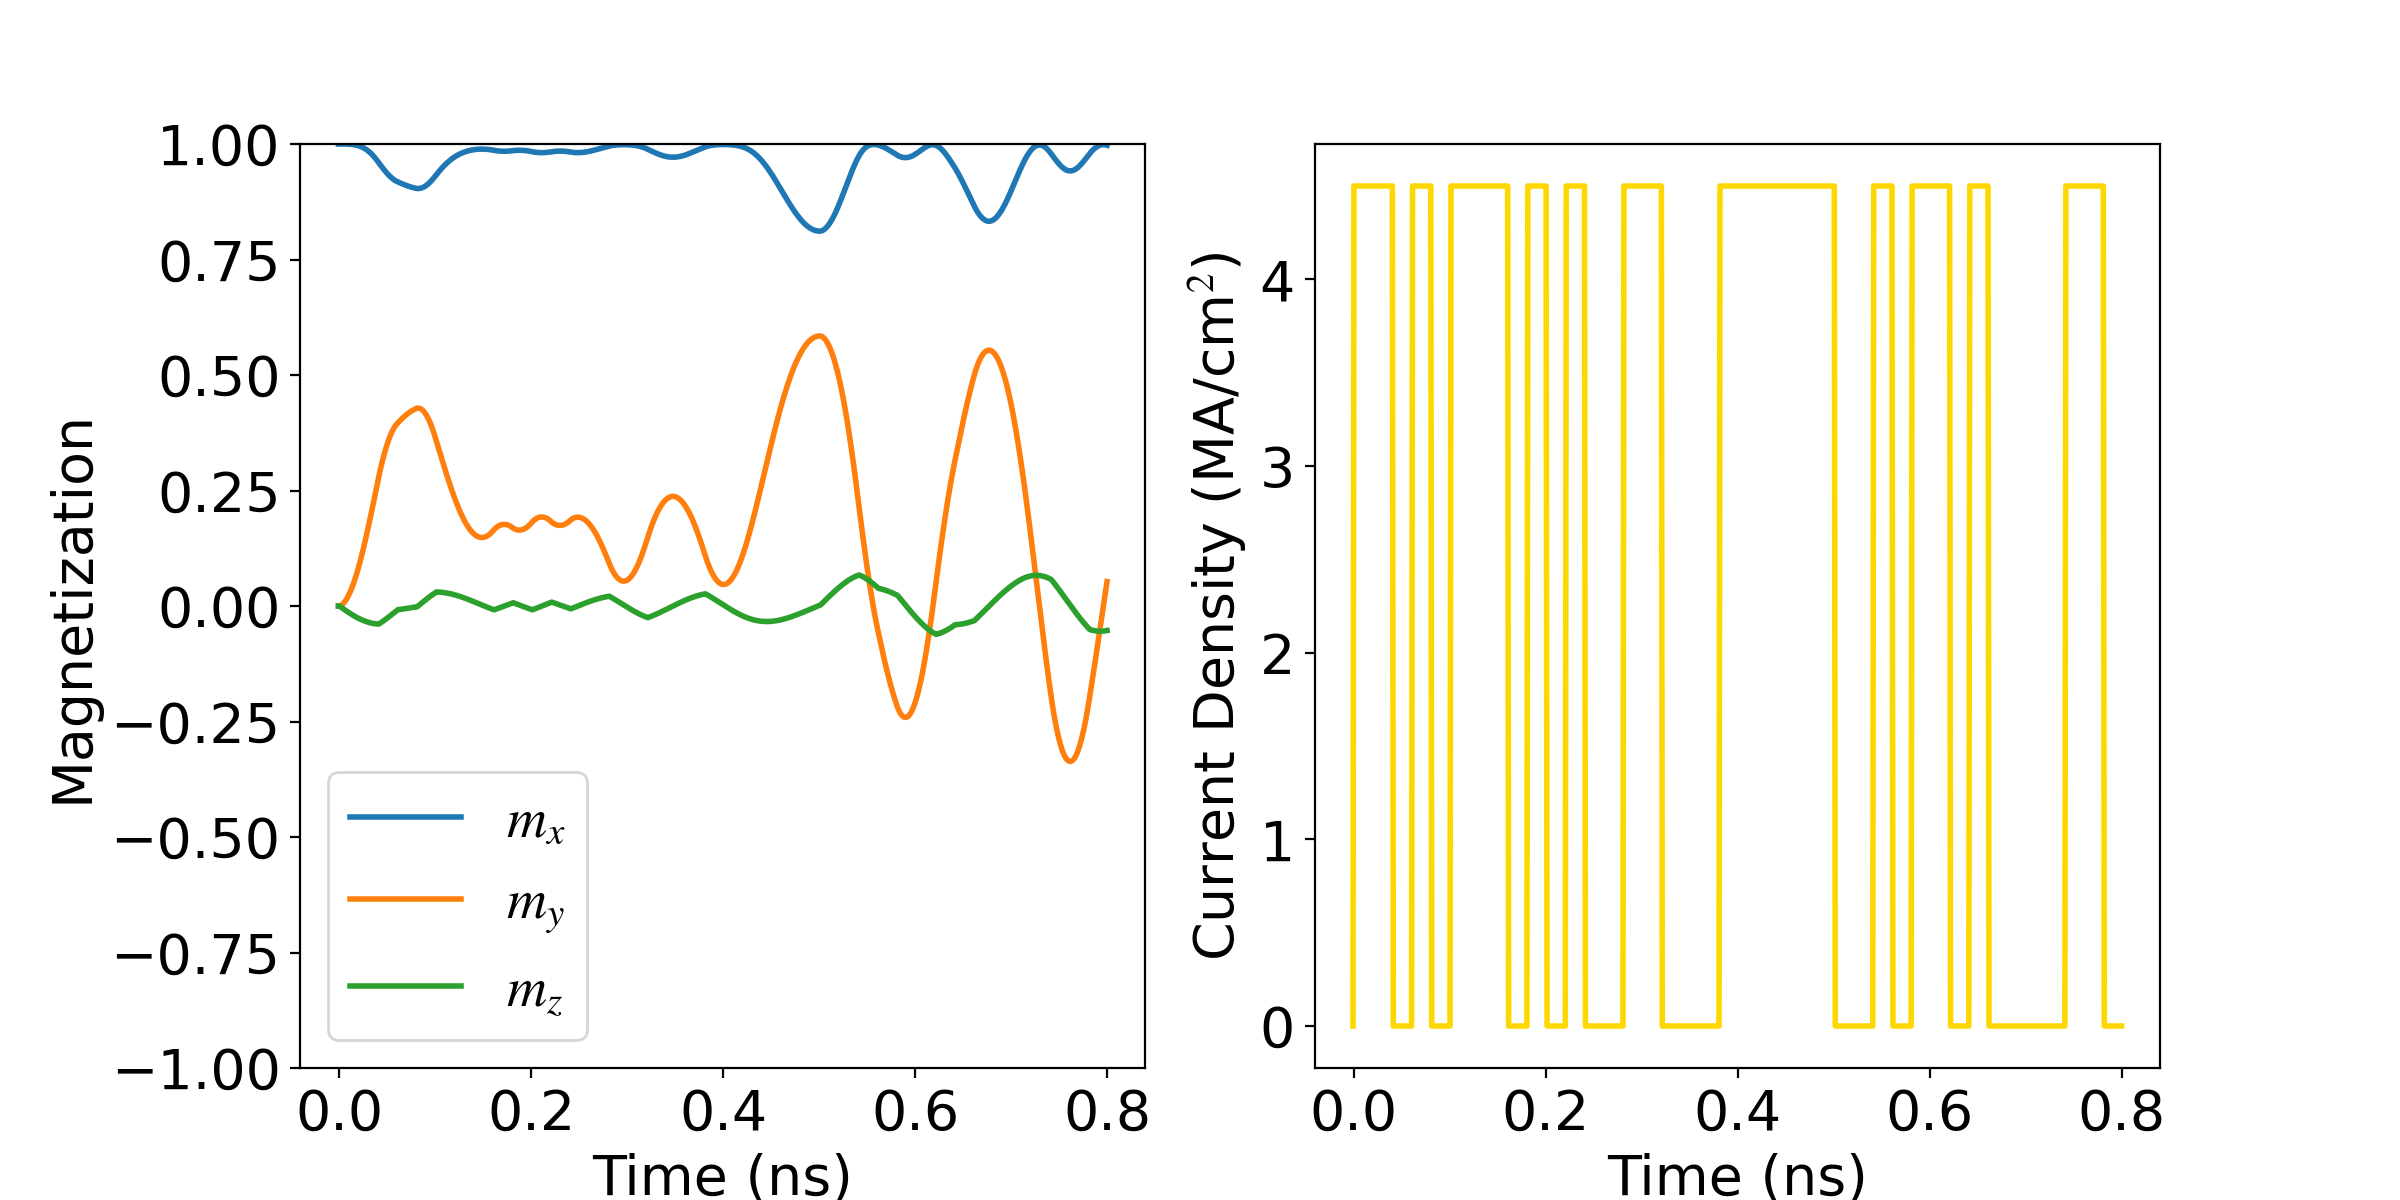 1.00
0.75
0.50
0.25
0.00
−0.25
−0.50
−0.75
−1.00
Magnetization
m_x
m_y
m_z
0.0 0.2 0.4 0.6 0.8
Time (ns)
4
3
2
1
0
Current Density (MA/cm²)
0.0 0.2 0.4 0.6 0.8
Time (ns)